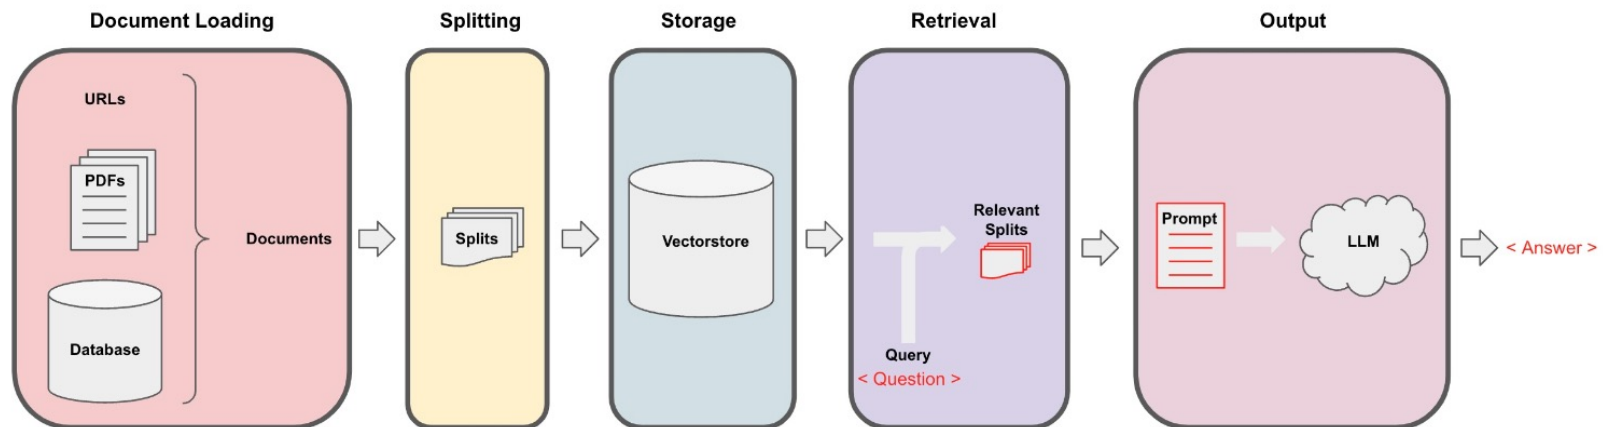 Document Loading
Splitting
Storage
Retrieval
Output
URLs
PDFs
Documents
Database
Splits
Vectorstore
Relevant
Splits
Query
< Question >
Prompt
LLM
< Answer >